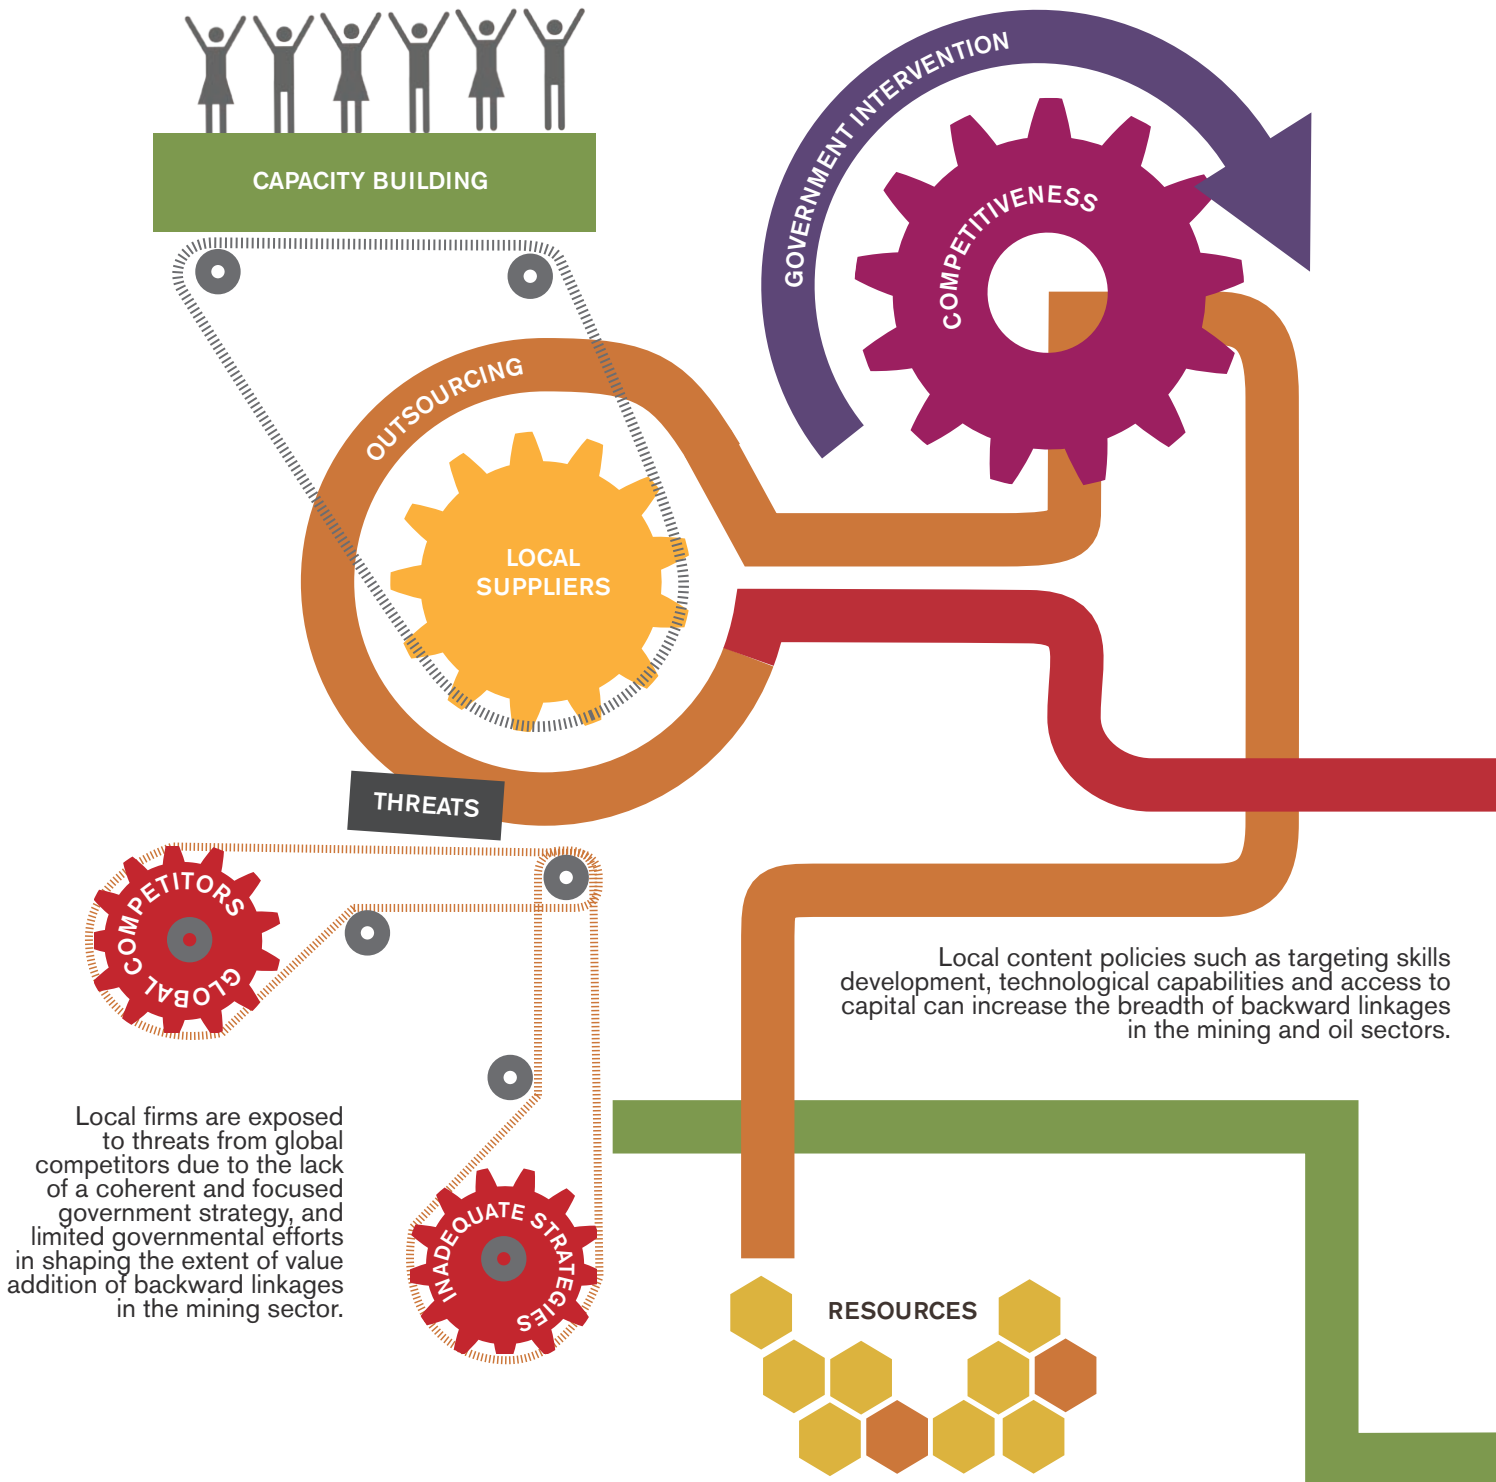 CAPACITY BUILDING
GOVERNMENT INTERVENTION
COMPETITIVENESS
OUTSOURCING
LOCAL
SUPPLIERS
THREATS
GLOBAL COMPETITORS
Local content policies such as targeting skills
development, technological capabilities and access to
capital can increase the breadth of backward linkages
in the mining and oil sectors.
Local firms are exposed
to threats from global
competitors due to the lack
of a coherent and focused
government strategy, and
limited governmental efforts
in shaping the extent of value
addition of backward linkages
in the mining sector.
INADEQUATE STRATEGIES
RESOURCES